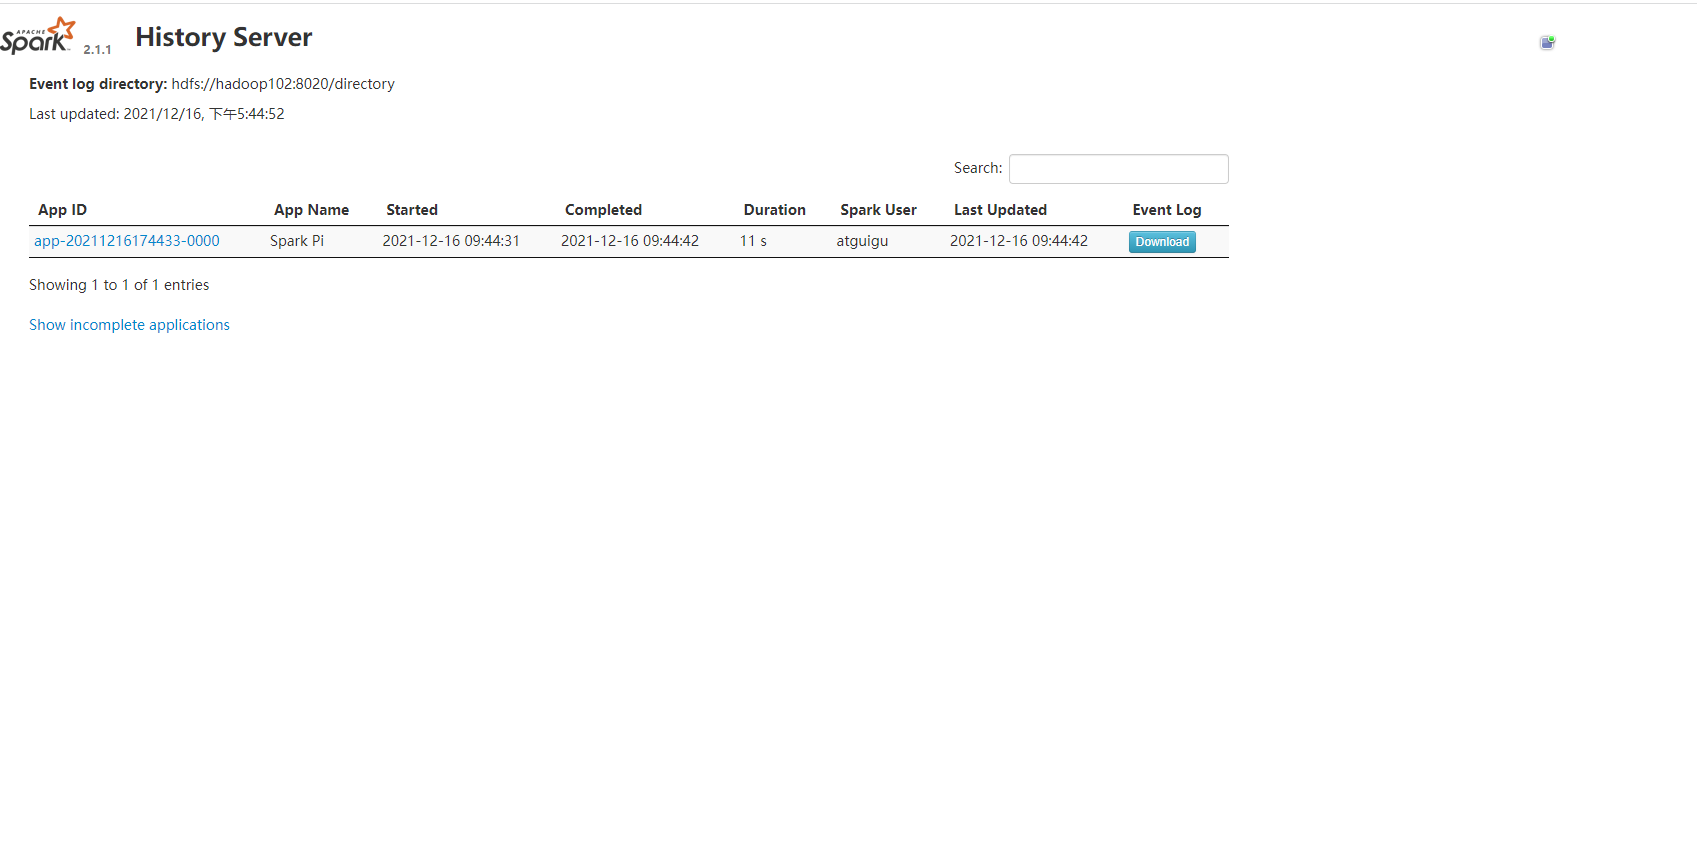 APACHE Spark 2.1.1 History Server
Event log directory: hdfs://hadoop102:8020/directory
Last updated: 2021/12/16, 下午5:44:52
Search:
App ID App Name Started Completed Duration Spark User Last Updated Event Log
app-20211216174433-0000 Spark Pi 2021-12-16 09:44:31 2021-12-16 09:44:42 11 s atguigu 2021-12-16 09:44:42 Download
Showing 1 to 1 of 1 entries
Show incomplete applications